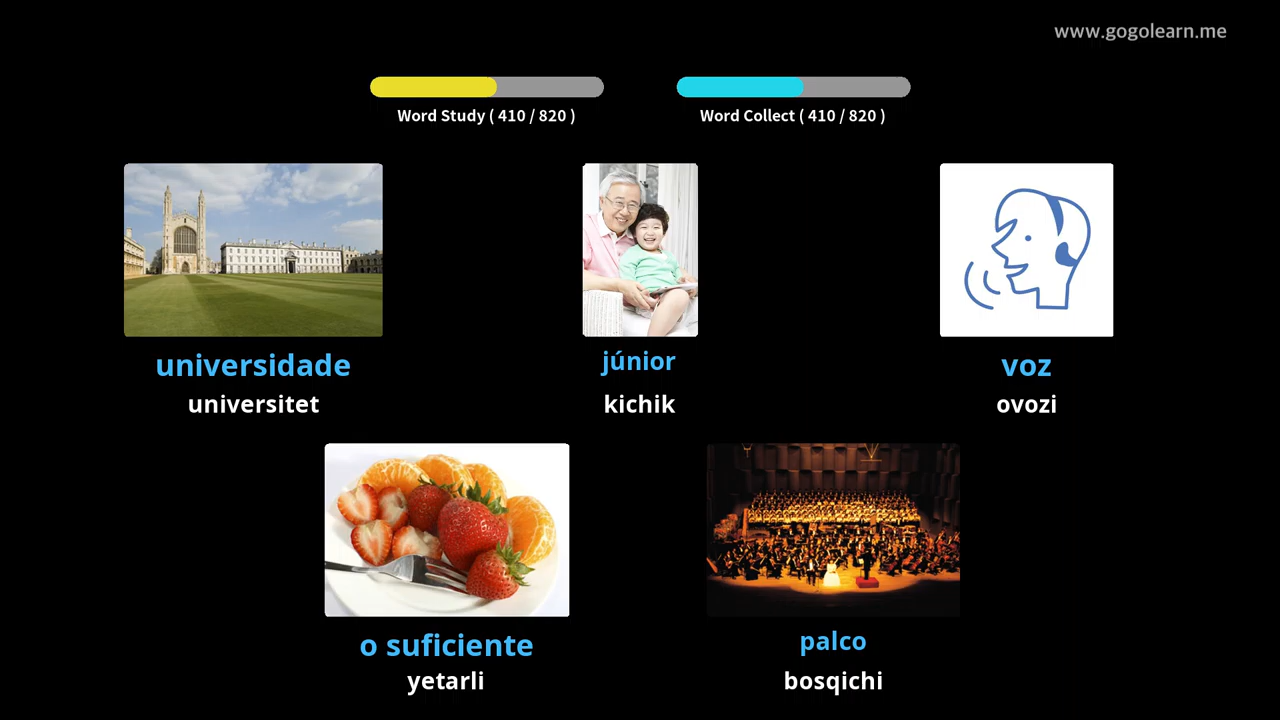 www.gogolearn.me
Word Study ( 410 / 820 )
Word Collect ( 410 / 820 )
universidade
universitet
júnior
kichik
voz
ovozi
o suficiente
yetarli
palco
bosqichi